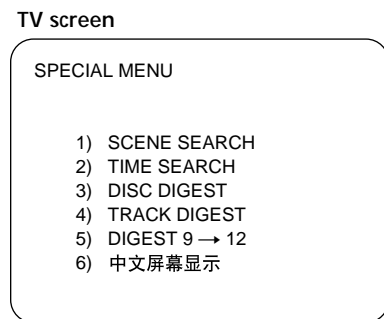 TV screen
SPECIAL MENU
1) SCENE SEARCH
2) TIME SEARCH
3) DISC DIGEST
4) TRACK DIGEST
5) DIGEST 9 → 12
6) 中文屏幕显示